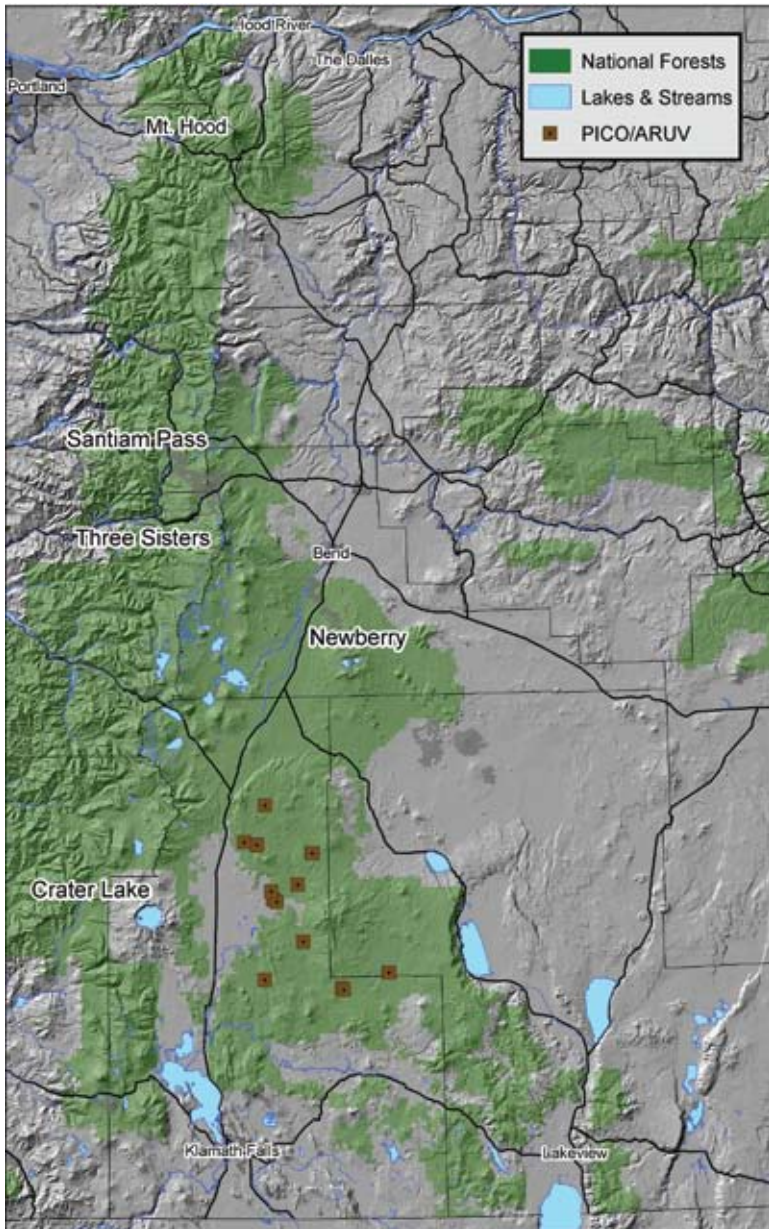 Hood River
The Dalles
Portland
Mt. Hood
National Forests
Lakes & Streams
PICO/ARUV
Santiam Pass
Three Sisters
Bend
Newberry
Crater Lake
Klamath Falls
Lakeview